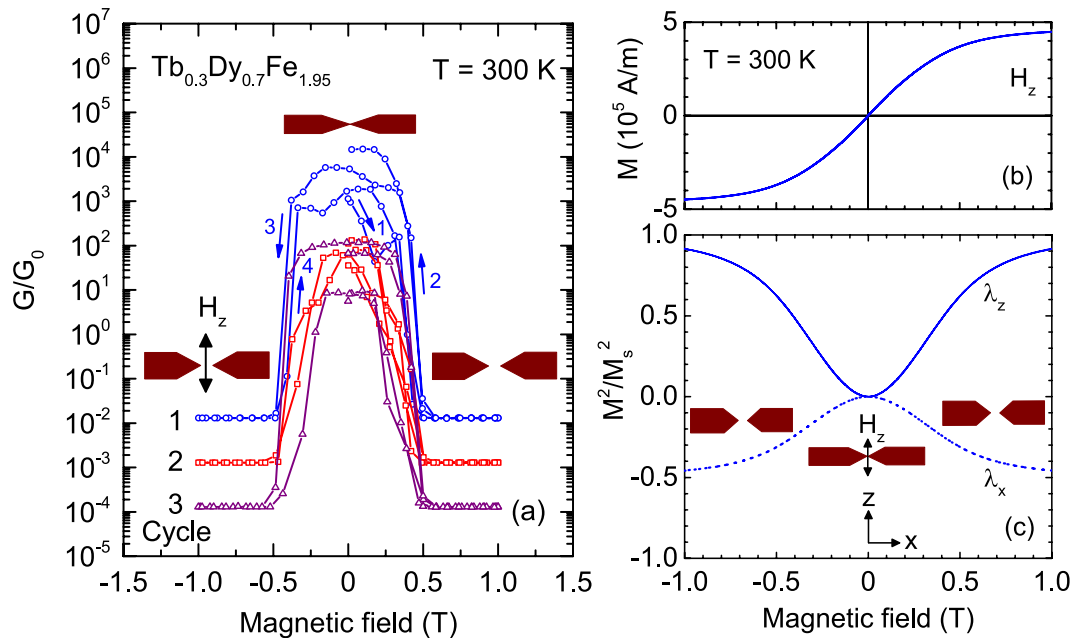 10^7
10^6
10^5
10^4
10^3
10^2
10^1
10^0
10^-1
10^-2
10^-3
10^-4
10^-5
G/G_0
Tb_0.3Dy_0.7Fe_1.95
T = 300 K
3
1
4
2
H_z
1
2
3
Cycle
(a)
-1.5
-1.0
-0.5
0
0.5
1.0
1.5
Magnetic field (T)
5
0
-5
M (10^5 A/m)
T = 300 K
H_z
(b)
1.0
0.5
0.0
-0.5
-1.0
M^2/M_s^2
λ_z
H_z
λ_x
z
x
(c)
-1.0
-0.5
0
0.5
1.0
Magnetic field (T)